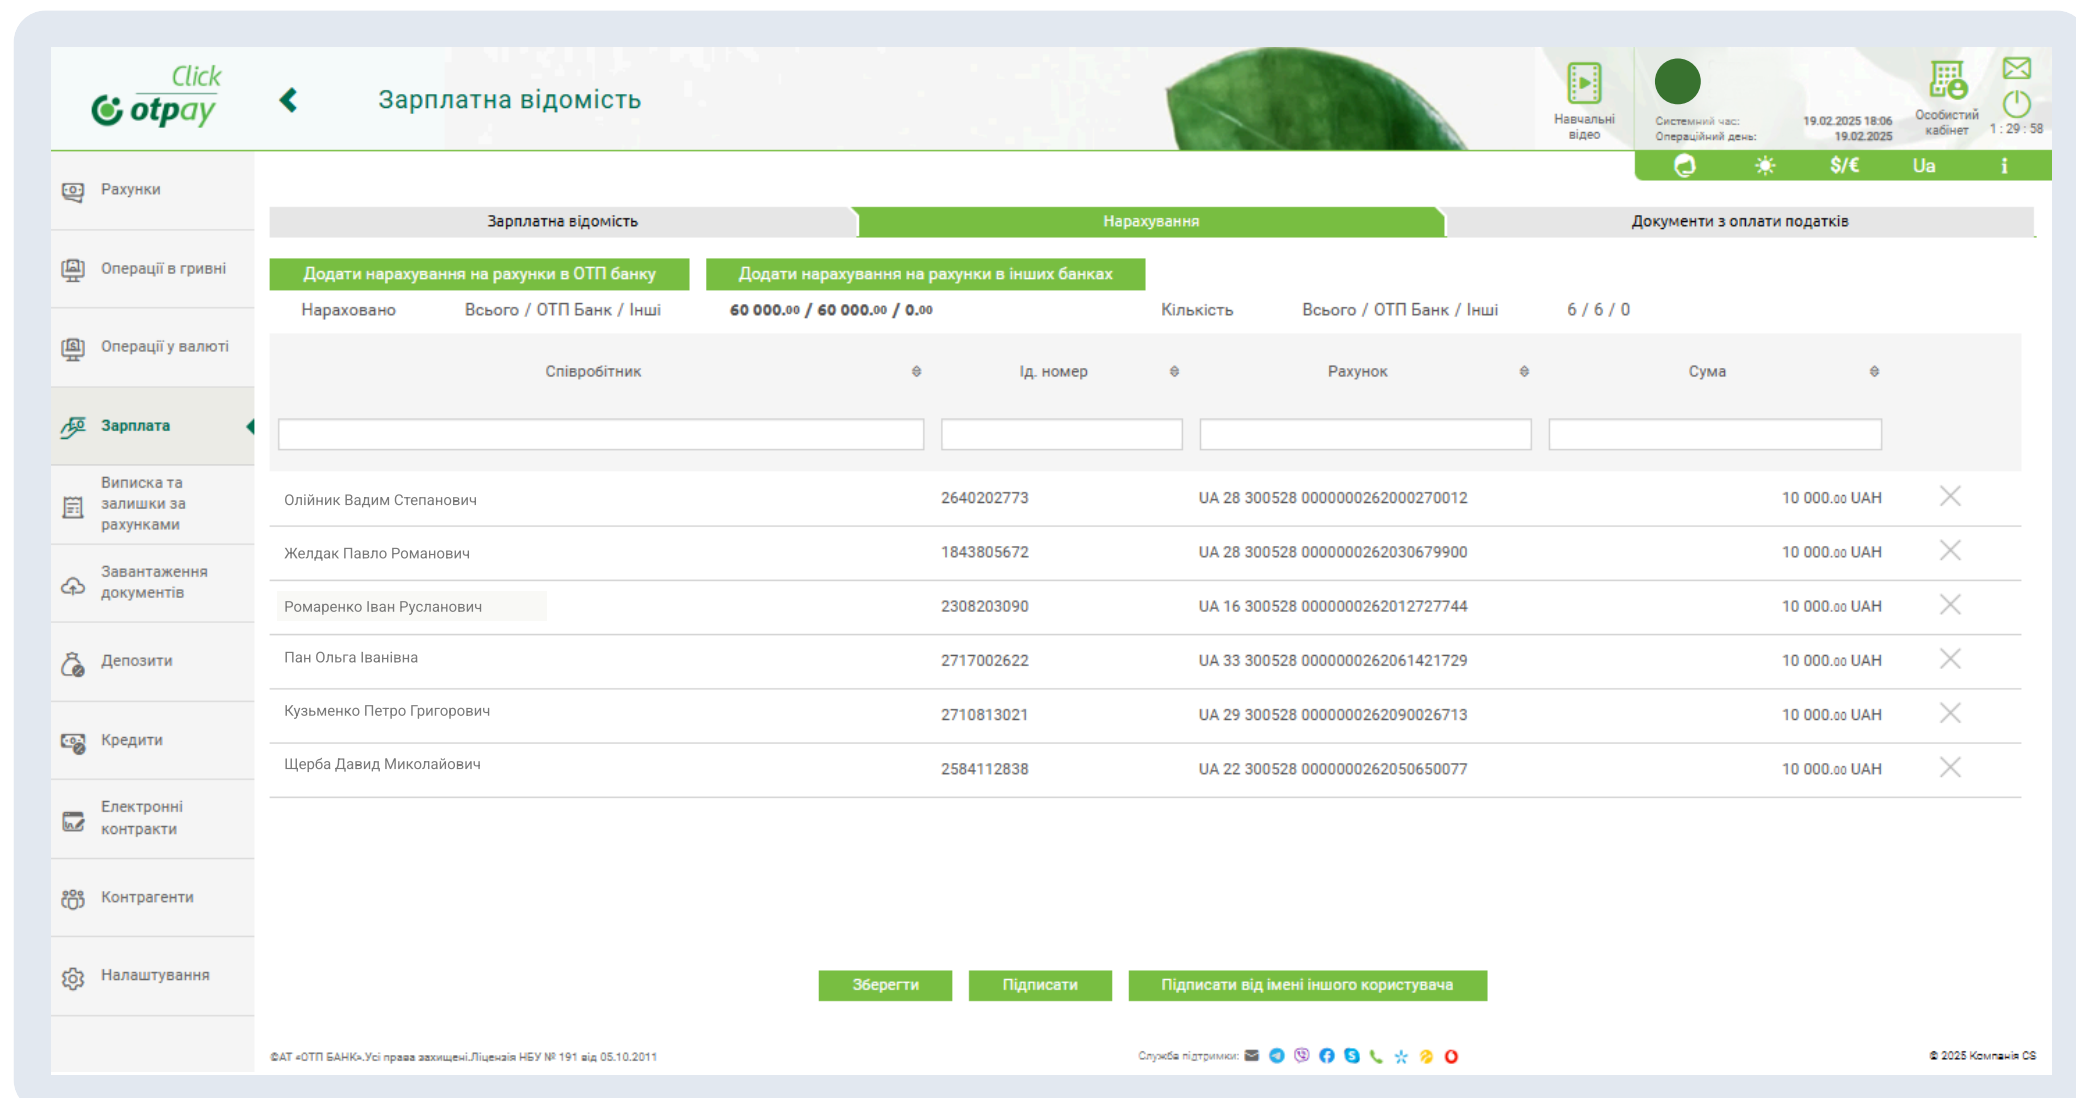 Click
otpay
Зарплатна відомість
Навчальні
відео
Системний час: 19.02.2025 18:06
Операційний день: 19.02.2025
Особистий
кабінет
1 : 29 : 58
$/€ Ua i
Рахунки
Операції в гривні
Операції у валюті
Зарплата
Виписка та
залишки за
рахунками
Завантаження
документів
Депозити
Кредити
Електронні
контракти
Контрагенти
Налаштування
Зарплатна відомість Нарахування Документи з оплати податків
Додати нарахування на рахунки в ОТП банку Додати нарахування на рахунки в інших банках
Нараховано Всього / ОТП Банк / Інші 60 000.00 / 60 000.00 / 0.00 Кількість Всього / ОТП Банк / Інші 6 / 6 / 0
Співробітник Ід. номер Рахунок Сума
Олійник Вадим Степанович 2640202773 UA 28 300528 0000000262000270012 10 000.00 UAH
Желдак Павло Романович 1843805672 UA 28 300528 0000000262030679900 10 000.00 UAH
Ромаренко Іван Русланович 2308203090 UA 16 300528 0000000262012727744 10 000.00 UAH
Пан Ольга Іванівна 2717002622 UA 33 300528 0000000262061421729 10 000.00 UAH
Кузьменко Петро Григорович 2710813021 UA 29 300528 0000000262090026713 10 000.00 UAH
Щерба Давид Миколайович 2584112838 UA 22 300528 0000000262050650077 10 000.00 UAH
Зберегти Підписати Підписати від імені іншого користувача
©АТ «ОТП БАНК».Усі права захищені.Ліцензія НБУ № 191 від 05.10.2011 Служба підтримки: © 2025 Компанія CS